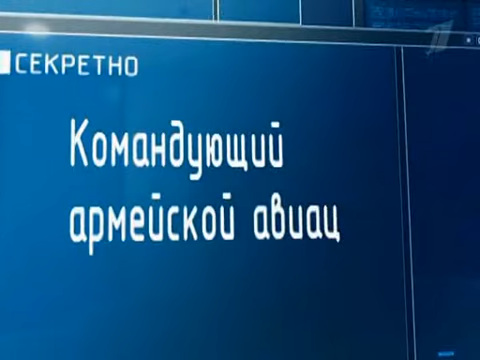 СЕКРЕТНО
Командующий
армейской авиац